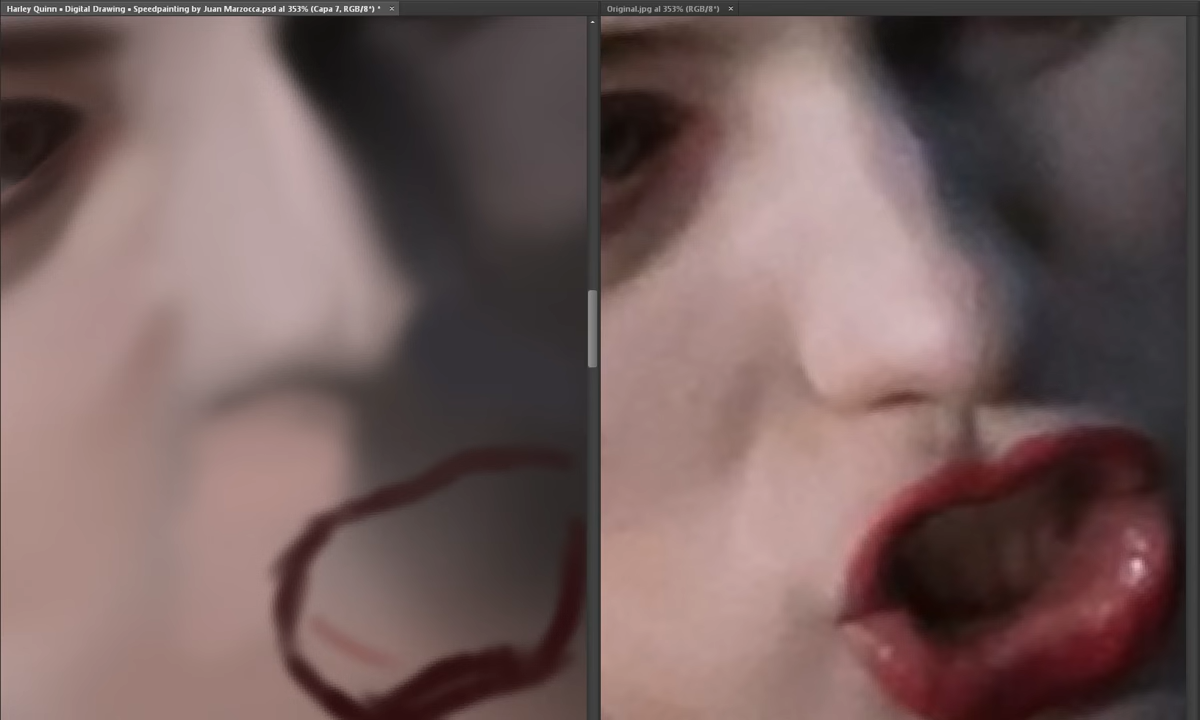 Harley Quinn • Digital Drawing • Speedpainting by Juan Marzocca.psd al 353% (Capa 7, RGB/8*) * ×
Original.jpg al 353% (RGB/8*) ×